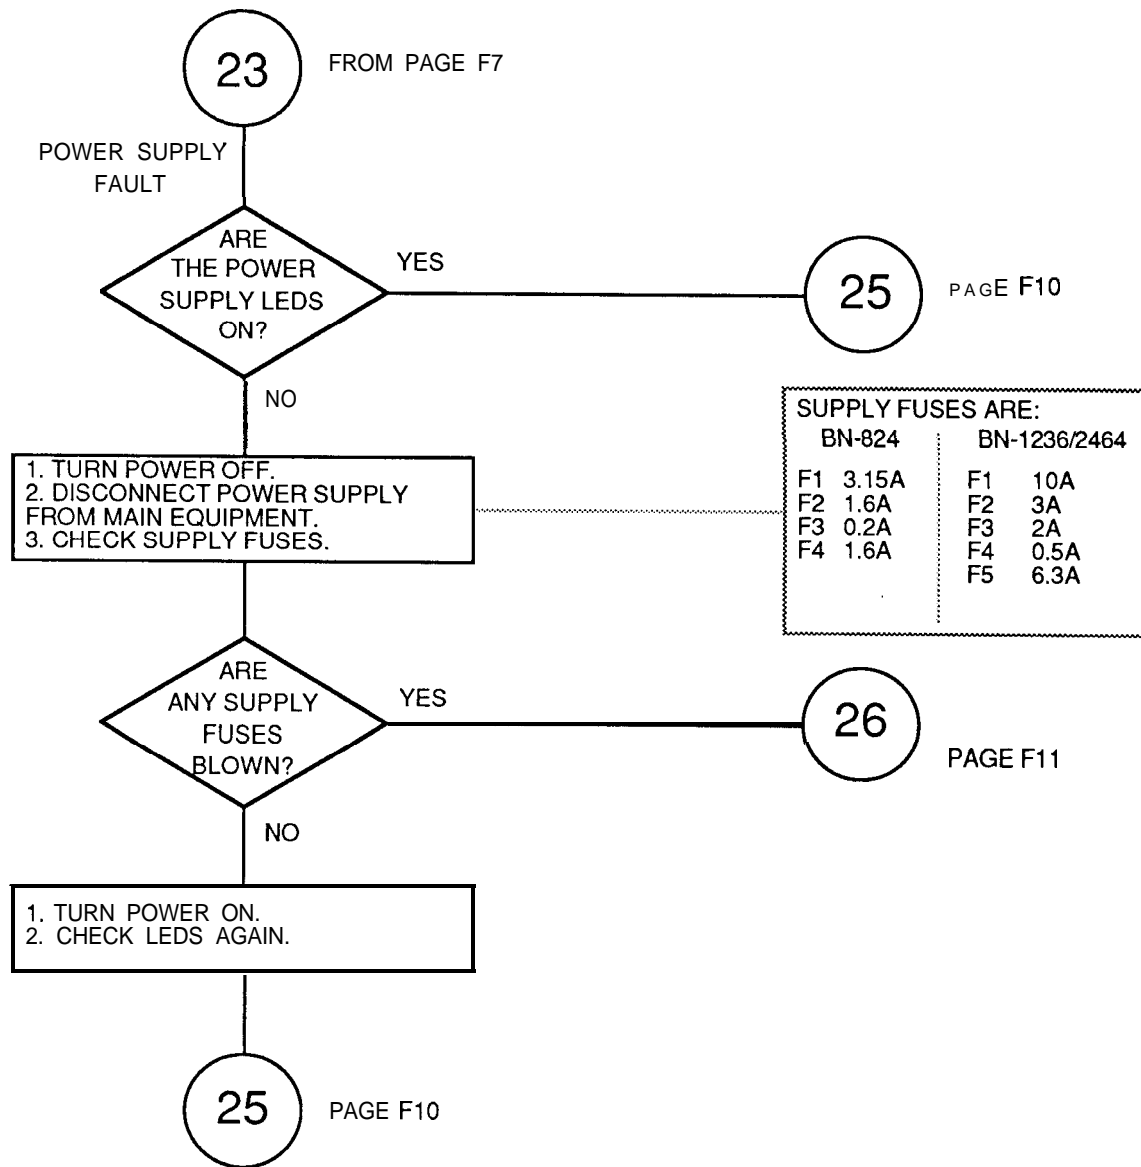 23
FROM PAGE F7
POWER SUPPLY
FAULT
ARE
THE POWER
SUPPLY LEDS
ON?
YES
25
PAGE F10
NO
1. TURN POWER OFF.
2. DISCONNECT POWER SUPPLY
FROM MAIN EQUIPMENT.
3. CHECK SUPPLY FUSES.
SUPPLY FUSES ARE:
BN-824 BN-1236/2464
F1 3.15A F1 10A
F2 1.6A F2 3A
F3 0.2A F3 2A
F4 1.6A F4 0.5A
F5 6.3A
ARE
ANY SUPPLY
FUSES
BLOWN?
YES
26
PAGE F11
NO
1. TURN POWER ON.
2. CHECK LEDS AGAIN.
25
PAGE F10